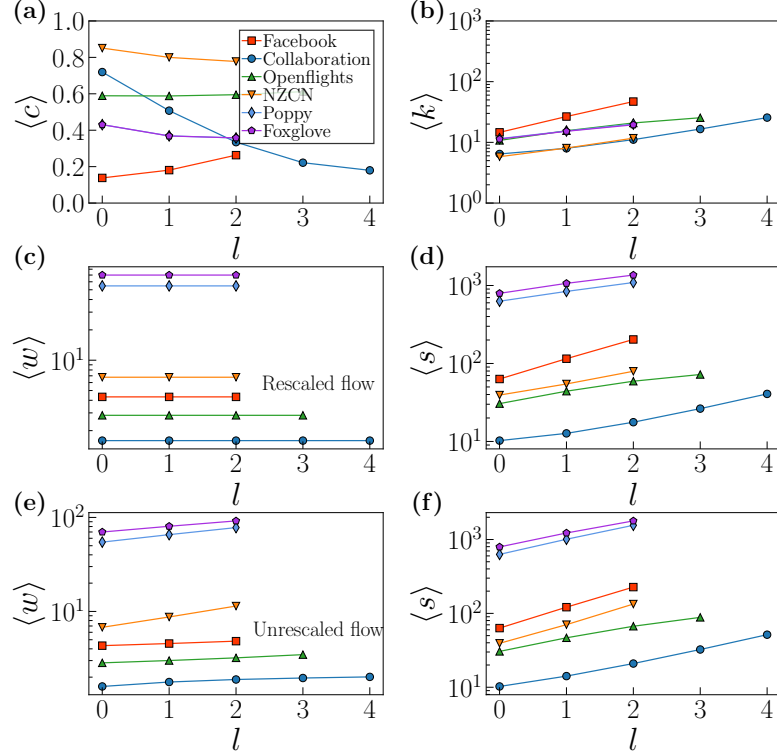 (a)
1.0
0.8
0.6
0.4
0.2
0.0
⟨c⟩
0 1 2 3 4
l
Facebook
Collaboration
Openflights
NZCN
Poppy
Foxglove
(b)
10³
10²
10¹
10⁰
⟨k⟩
0 1 2 3 4
l
(c)
10¹
⟨w⟩
Rescaled flow
0 1 2 3 4
l
(d)
10³
10²
10¹
⟨s⟩
0 1 2 3 4
l
(e)
10²
10¹
⟨w⟩
Unrescaled flow
0 1 2 3 4
l
(f)
10³
10²
10¹
⟨s⟩
0 1 2 3 4
l